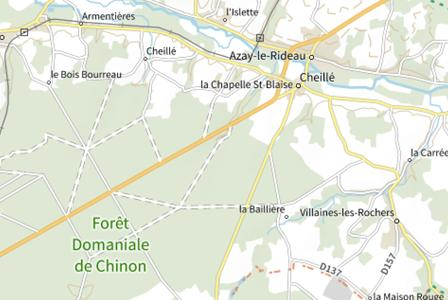 l'Islette
Armentières
Cheillé
Azay-le-Rideau
le Bois Bourreau
la Chapelle St-Blaise
Cheillé
la Carrée
la Baillière
Villaines-les-Rochers
Forêt
Domaniale
de Chinon
D137
D157
la Maison Rouge